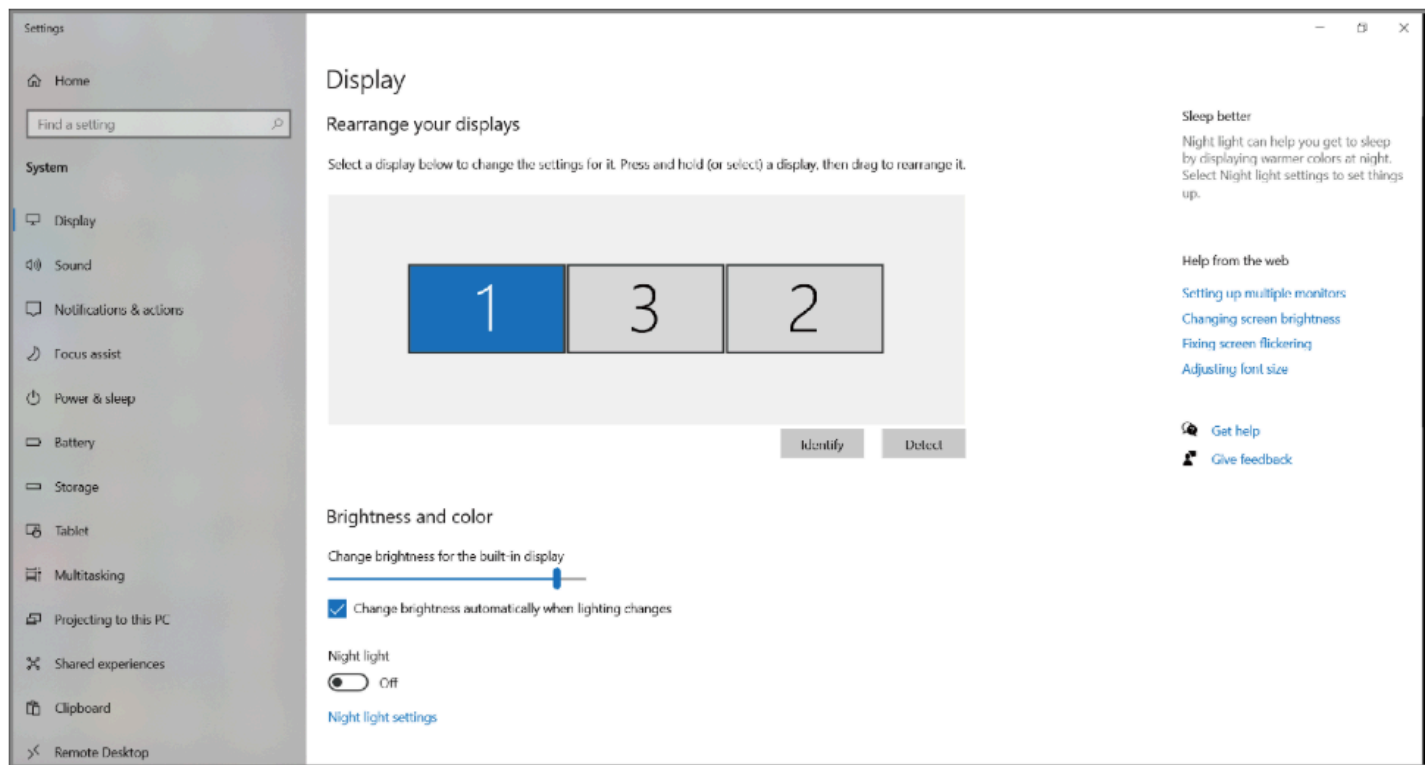 Settings
Home
Find a setting
System
Display
Sound
Notifications & actions
Focus assist
Power & sleep
Battery
Storage
Tablet
Multitasking
Projecting to this PC
Shared experiences
Clipboard
Remote Desktop
Display
Rearrange your displays
Select a display below to change the settings for it. Press and hold (or select) a display, then drag to rearrange it.
1 3 2
Identify Detect
Brightness and color
Change brightness for the built-in display
Change brightness automatically when lighting changes
Night light
Off
Night light settings
Sleep better
Night light can help you get to sleep
by displaying warmer colors at night.
Select Night light settings to set things
up.
Help from the web
Setting up multiple monitors
Changing screen brightness
Fixing screen flickering
Adjusting font size
Get help
Give feedback